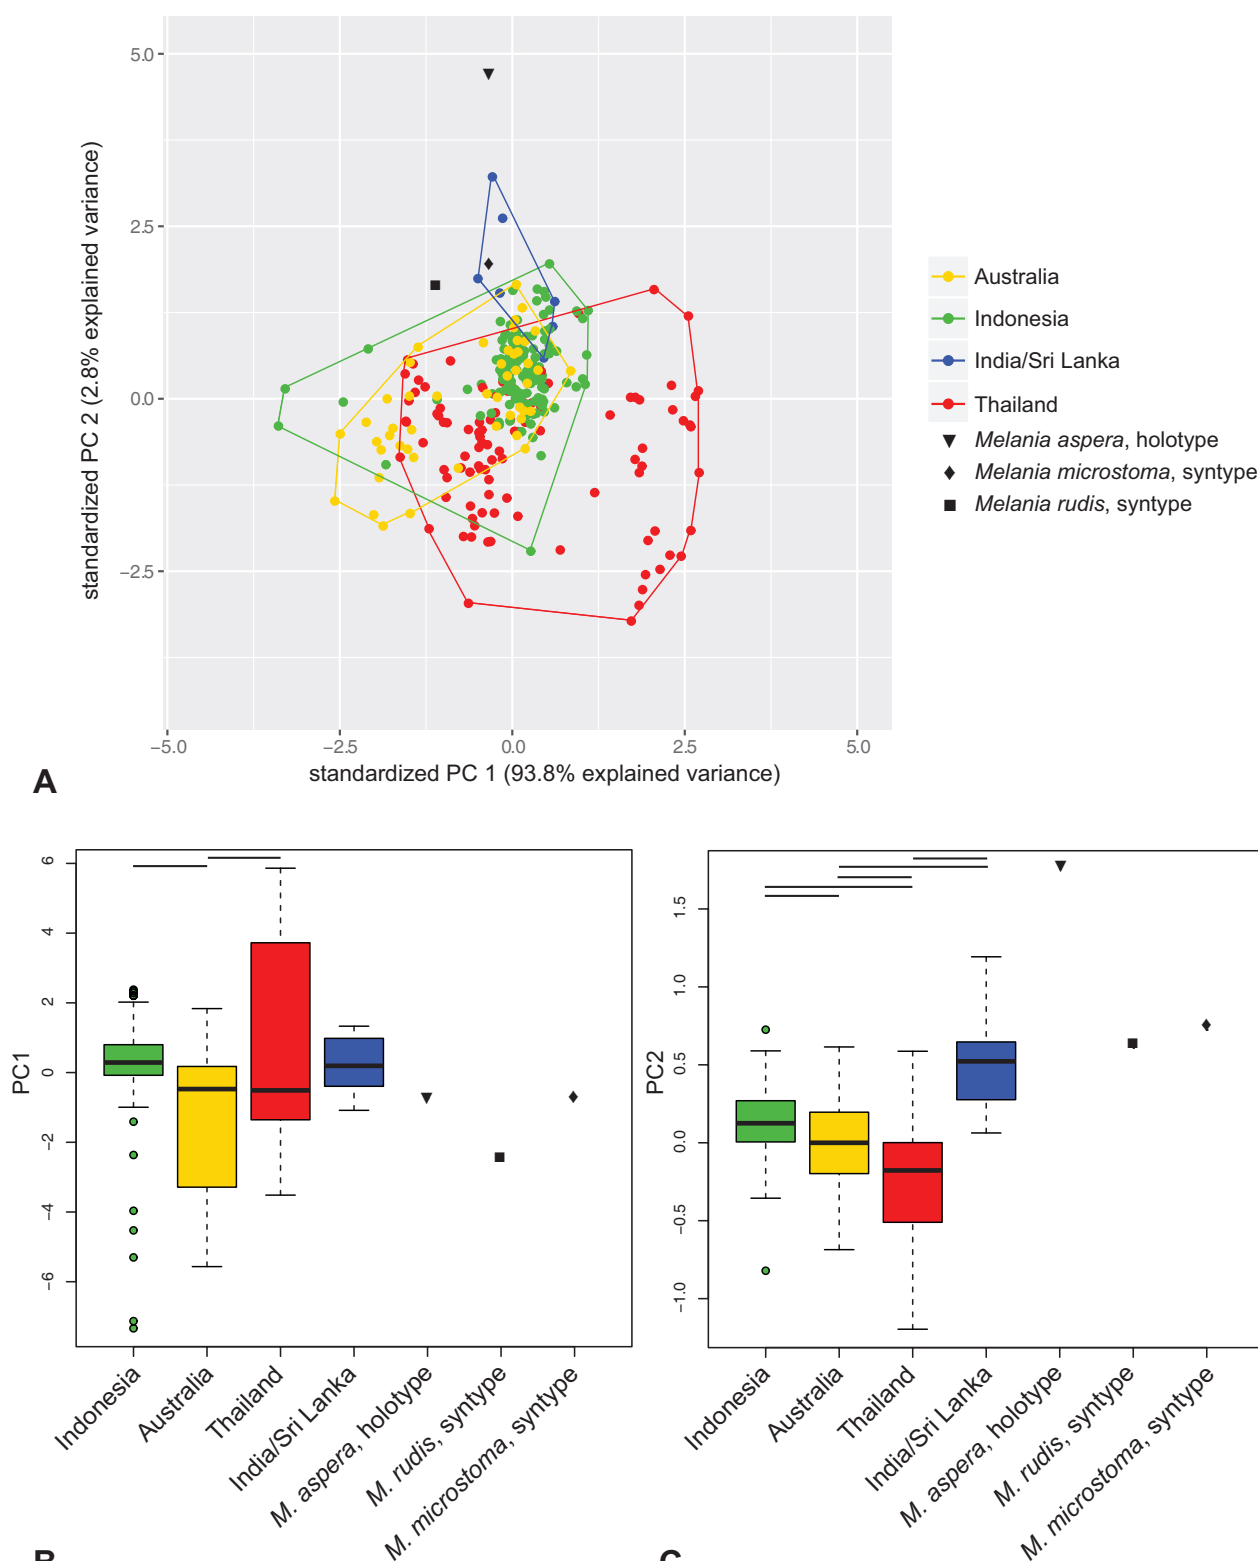 5.0
2.5
0.0
−2.5
standardized PC 2 (2.8% explained variance)
−5.0 −2.5 0.0 2.5 5.0
standardized PC 1 (93.8% explained variance)
Australia
Indonesia
India/Sri Lanka
Thailand
Melania aspera, holotype
Melania microstoma, syntype
Melania rudis, syntype
A
6
4
2
0
−2
−4
−6
PC1
Indonesia
Australia
Thailand
India/Sri Lanka
M. aspera, holotype
M. rudis, syntype
M. microstoma, syntype
B
1.5
1.0
0.5
0.0
−0.5
−1.0
PC2
Indonesia
Australia
Thailand
India/Sri Lanka
M. aspera, holotype
M. rudis, syntype
M. microstoma, syntype
C